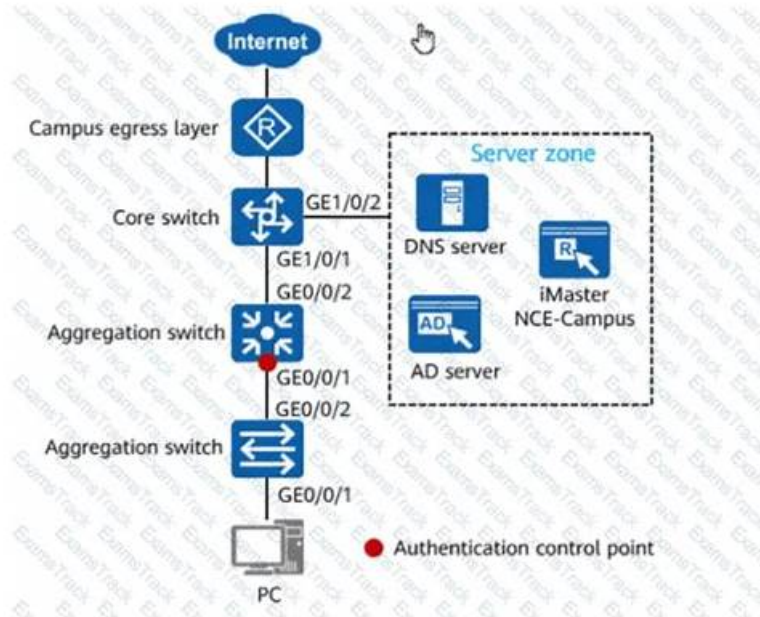 Internet
Campus egress layer
R
Server zone
Core switch
GE1/0/2
DNS server
R
GE1/0/1
iMaster
NCE-Campus
GE0/0/2
Aggregation switch
AD
AD server
GE0/0/1
GE0/0/2
Aggregation switch
GE0/0/1
Authentication control point
PC
ExamsTrack